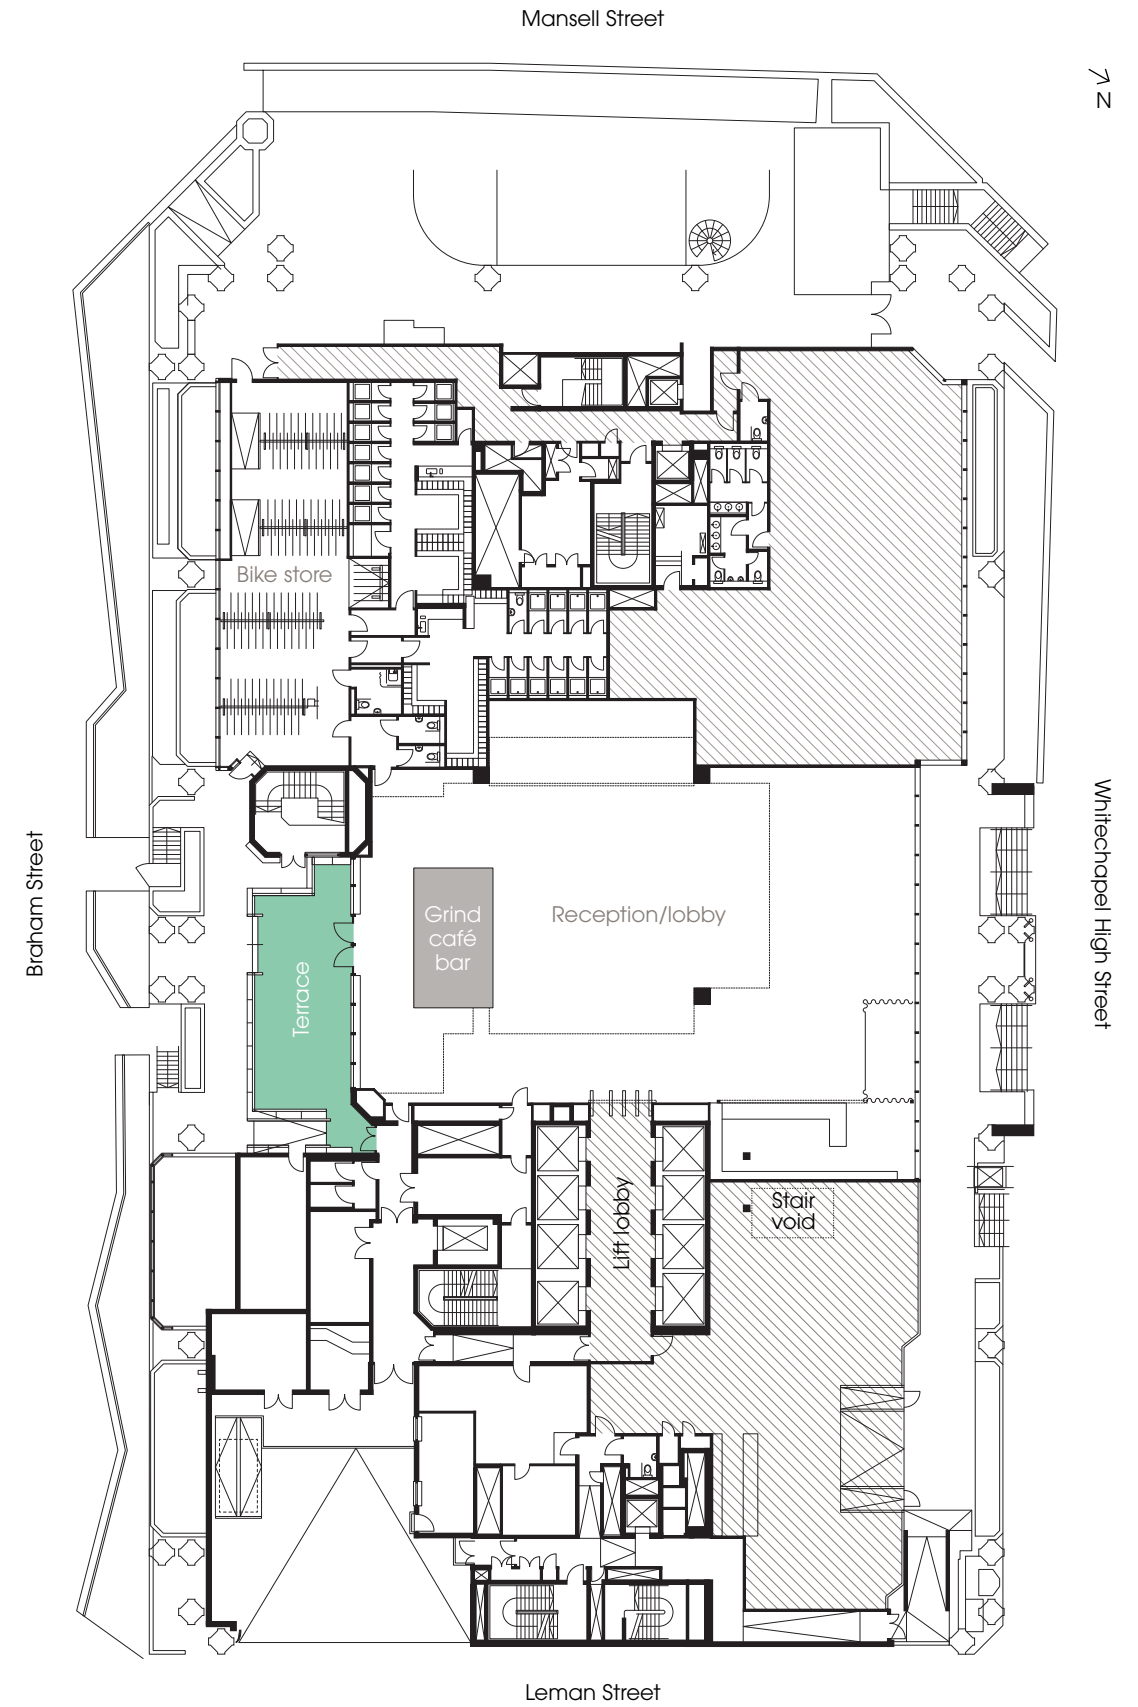 Mansell Street
N
Bike store
Braham Street
Whitechapel High Street
Grind
café
bar
Reception/lobby
Terrace
Lift lobby
Stair
void
Leman Street